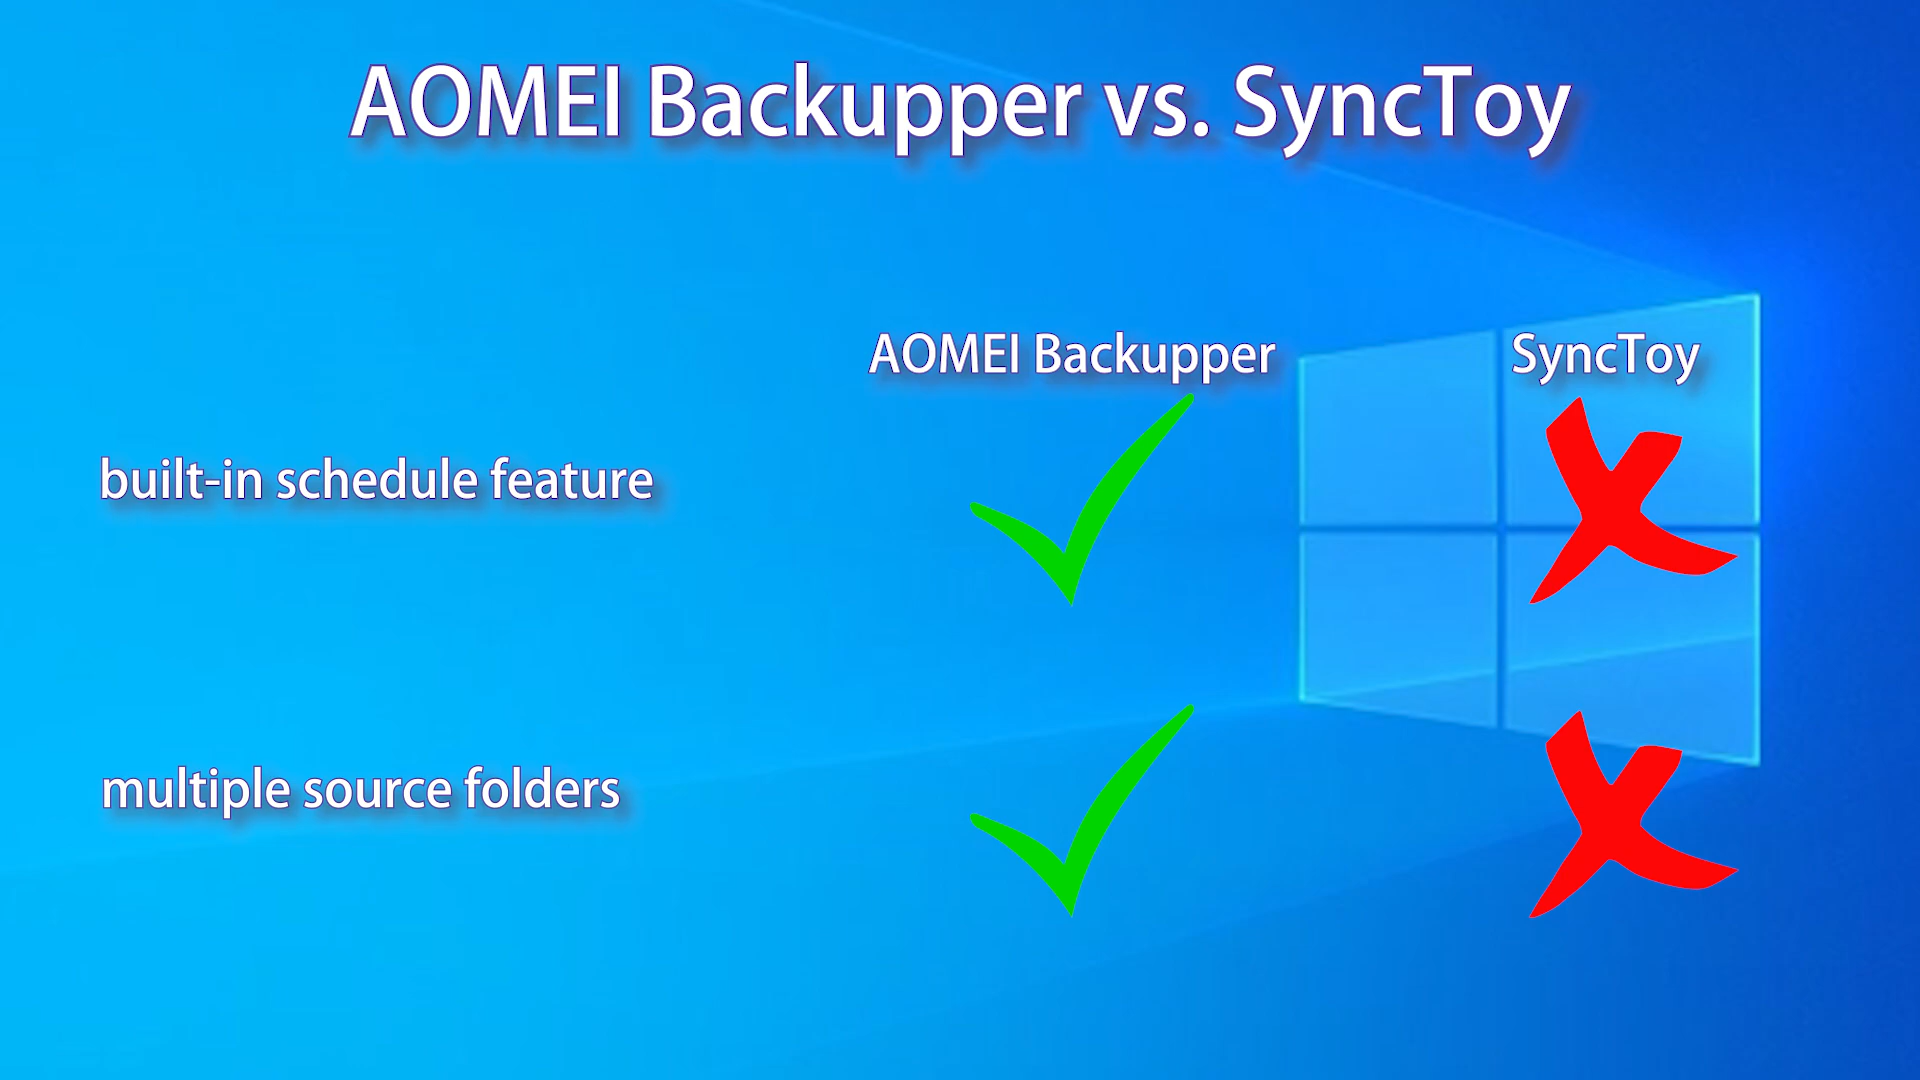 AOMEI Backupper vs. SyncToy
AOMEI Backupper SyncToy
built-in schedule feature
multiple source folders